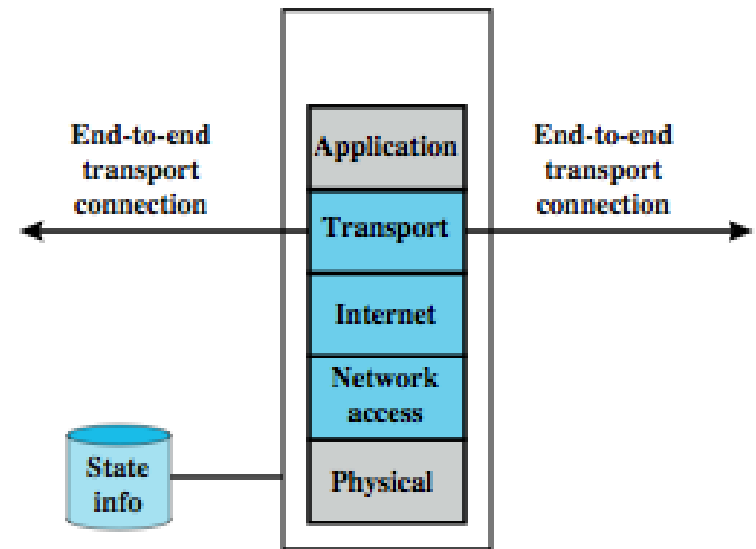 End-to-end
transport
connection
Application
Transport
Internet
Network
access
Physical
End-to-end
transport
connection
State
info